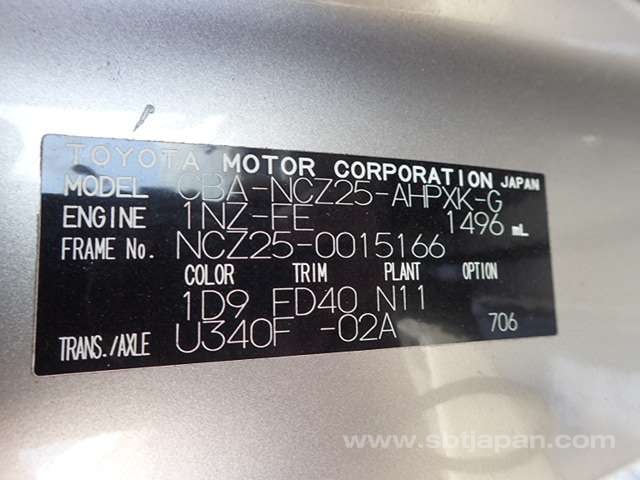 TOYOTA MOTOR CORPORATION JAPAN
MODEL CBA-NCZ25-AHPXK-G
ENGINE 1NZ-FE 1496 mL
FRAME No. NCZ25-0015166
COLOR TRIM PLANT OPTION
1D9 FD40 N11
TRANS./AXLE U340F -02A 706
www.sbtjapan.com